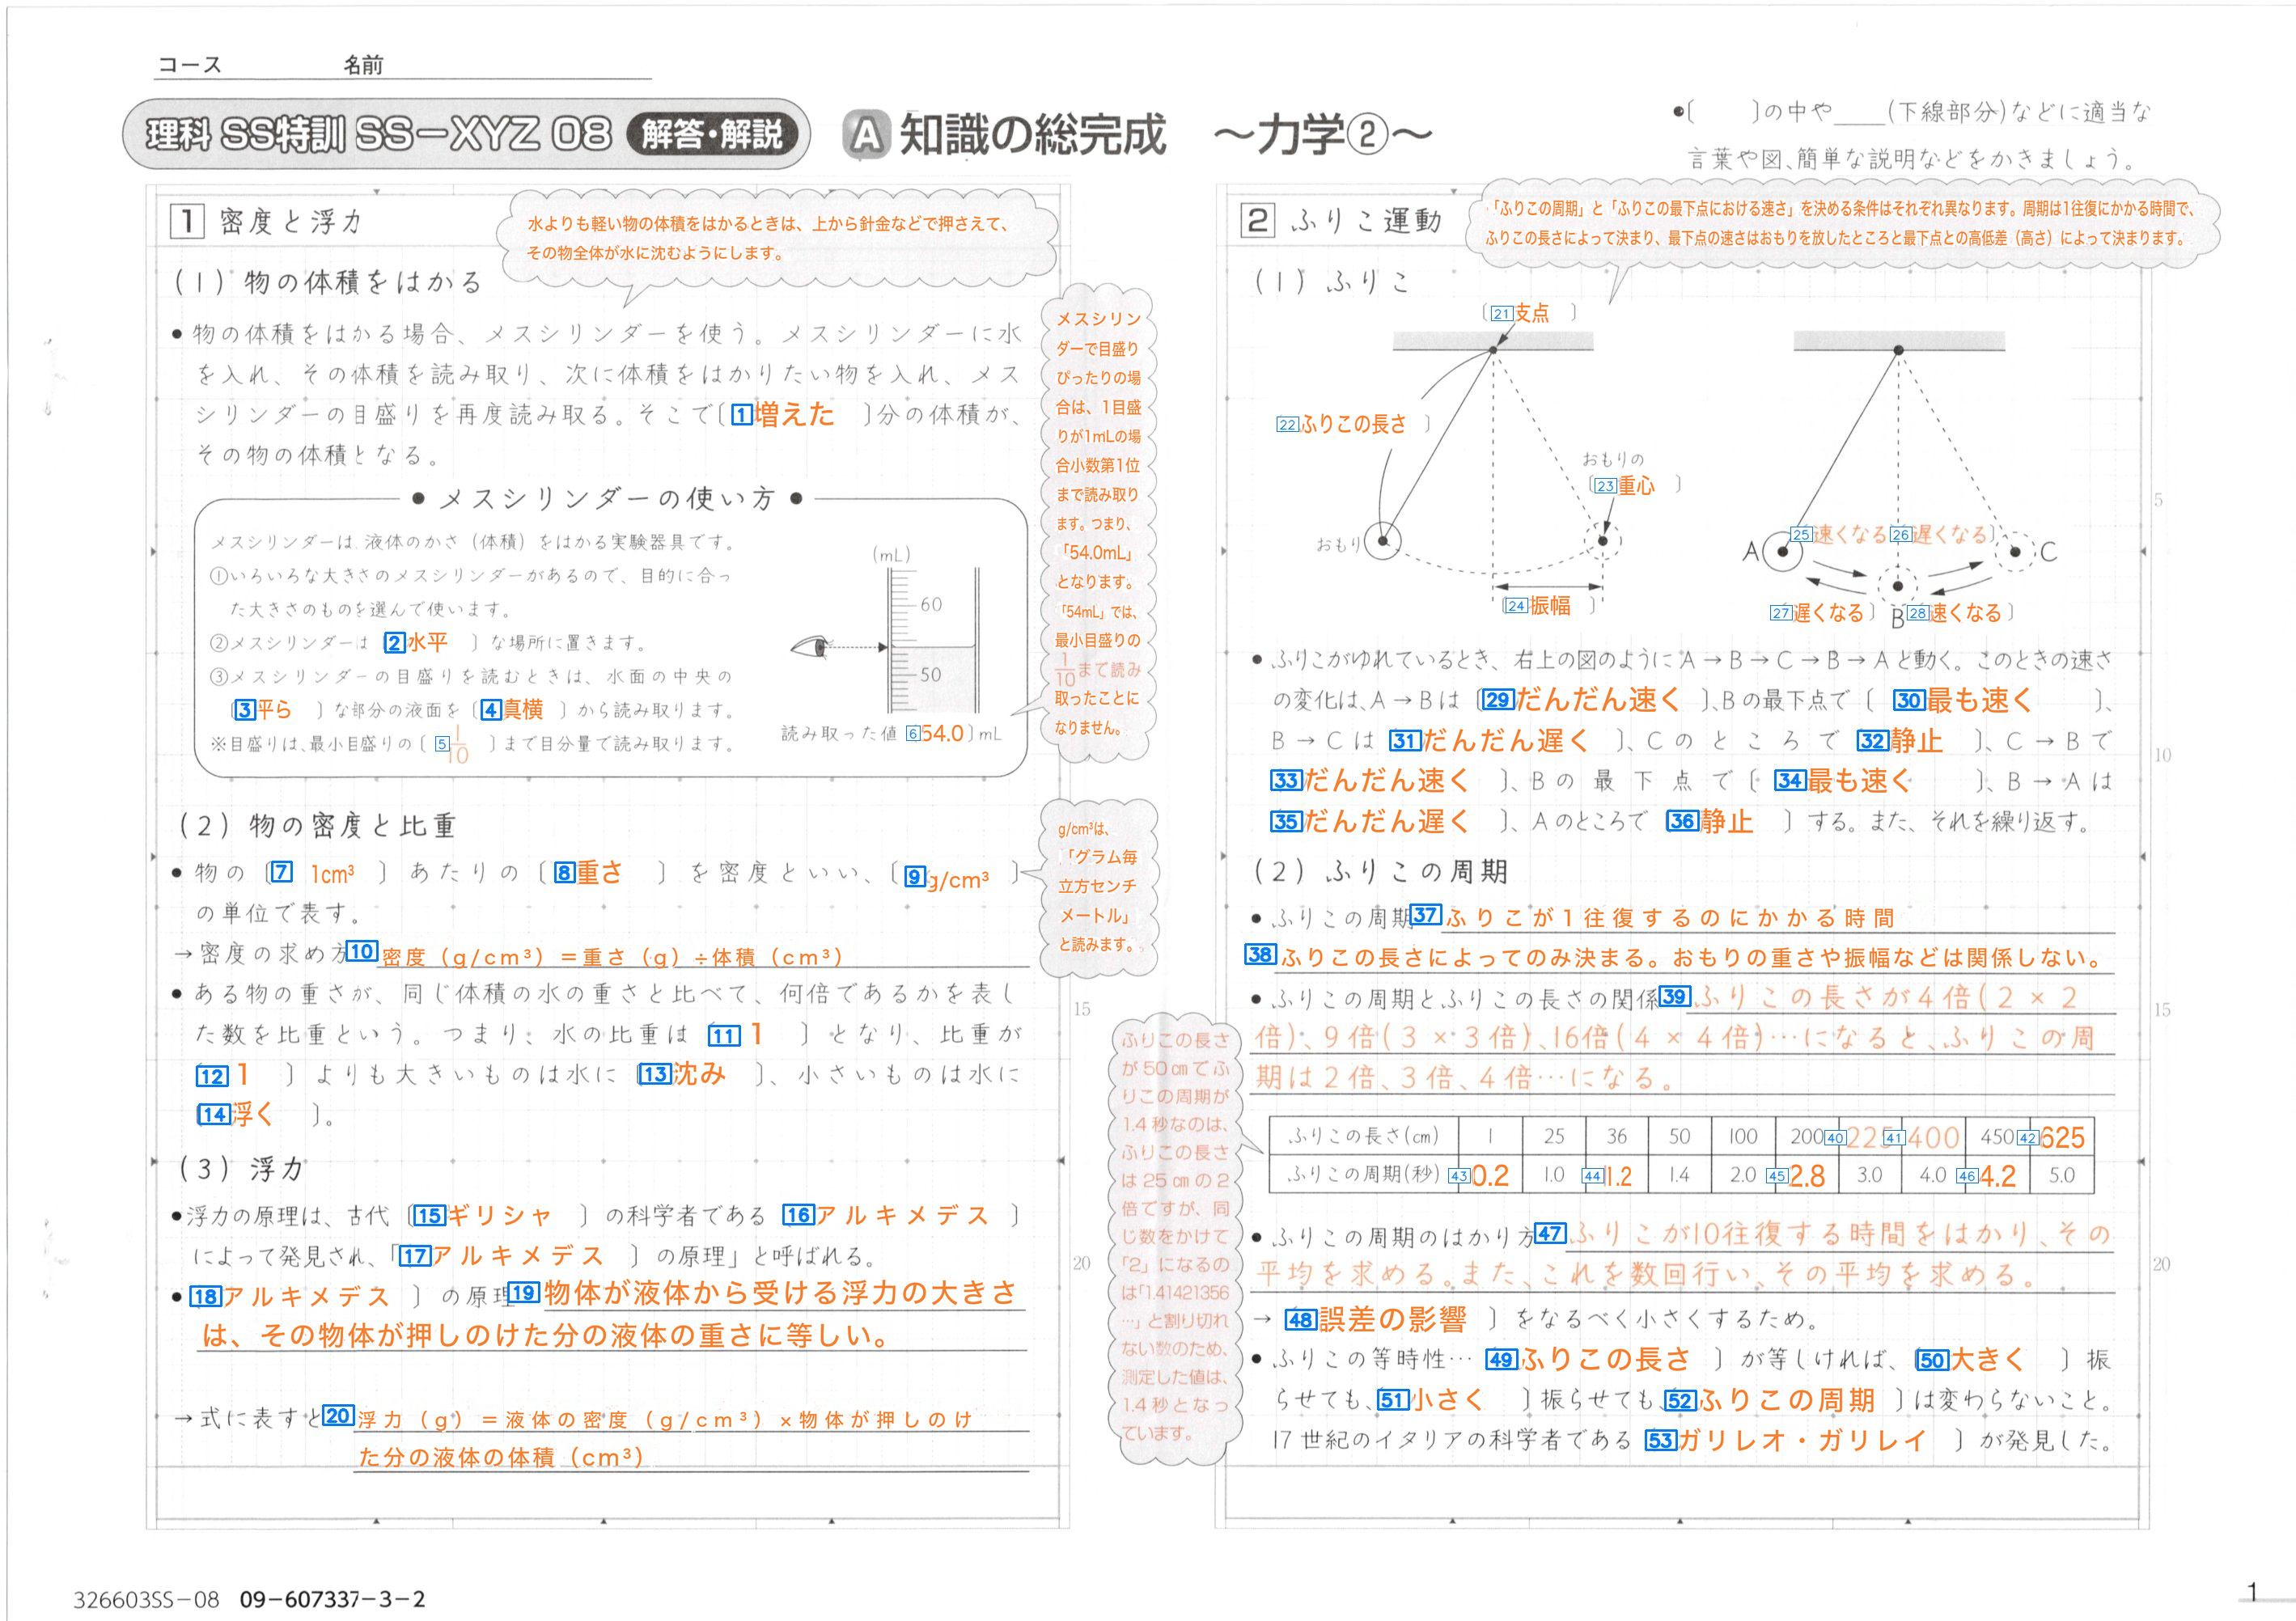 コース 名前
理科 SS特訓 SS−XYZ 08 解答・解説 A 知識の総完成 ～力学②～
●〔 〕の中や＿＿(下線部分)などに適当な
言葉や図、簡単な説明などをかきましょう。
1 密度と浮力
水よりも軽い物の体積をはかるときは、上から針金などで押さえて、
その物全体が水に沈むようにします。
(1) 物の体積をはかる
●物の体積をはかる場合、メスシリンダーを使う。メスシリンダーに水
を入れ、その体積を読み取り、次に体積をはかりたい物を入れ、メス
シリンダーの目盛りを再度読み取る。そこで〔1増えた 〕分の体積が、
その物の体積となる。
メスシリン
ダーで目盛り
ぴったりの場
合は、1目盛
りが1mLの場
合小数第1位
まで読み取り
ます。つまり、
「54.0mL」
となります。
「54mL」では、
最小目盛りの
1/10まで読み
取ったことに
なりません。
● メスシリンダーの使い方 ●
メスシリンダーは 液体のかさ（体積）をはかる実験器具です。
①いろいろな大きさのメスシリンダーがあるので、目的に合っ
た大きさのものを選んで使います。
②メスシリンダーは 2水平 〕な場所に置きます。
③メスシリンダーの目盛りを読むときは、水面の中央の
〔3平ら 〕な部分の液面を〔4真横 〕から読み取ります。
※目盛りは、最小目盛りの〔5 1/10 〕まで目分量で読み取ります。
(mL)
60
50
読み取った値 6 54.0〕mL
(2) 物の密度と比重
●物の〔7 1cm³ 〕あたりの〔8重さ 〕を密度といい、〔9g/cm³ 〕
の単位で表す。
→密度の求め方10 密度（g/cm³）＝重さ（g）÷体積（cm³）
●ある物の重さが、同じ体積の水の重さと比べて、何倍であるかを表し
た数を比重という。つまり、水の比重は 11 1 〕となり、比重が
12 1 〕よりも大きいものは水に 13沈み 〕、小さいものは水に
14浮く 〕。
g/cm³は、
「グラム毎
立方センチ
メートル」
と読みます。
(3) 浮力
●浮力の原理は、古代〔15ギリシャ 〕の科学者である 16アルキメデス 〕
によって発見され、「17アルキメデス 〕の原理」と呼ばれる。
●18アルキメデス 〕の原理19物体が液体から受ける浮力の大きさ
は、その物体が押しのけた分の液体の重さに等しい。
→式に表すと20浮力（g）＝液体の密度（g/cm³）×物体が押しのけ
た分の液体の体積（cm³）
15
20
2 ふりこ運動
「ふりこの周期」と「ふりこの最下点における速さ」を決める条件はそれぞれ異なります。周期は1往復にかかる時間で、
ふりこの長さによって決まり、最下点の速さはおもりを放したところと最下点との高低差（高さ）によって決まります。
(1) ふりこ
〔21支点 〕
22ふりこの長さ 〕
おもりの
〔23重心 〕
おもり
〔24振幅 〕
A 25速くなる 26遅くなる〕 C
27遅くなる〕 B 28速くなる〕
●ふりこがゆれているとき、右上の図のようにA→B→C→B→Aと動く。このときの速さ
の変化は、A→Bは〔29だんだん速く 〕、Bの最下点で〔30最も速く 〕、
B→Cは 31だんだん遅く 〕、Cのところで 32静止 〕、C→Bで
33だんだん速く 〕、Bの最下点で〔34最も速く 〕、B→Aは
35だんだん遅く 〕、Aのところで 36静止 〕する。また、それを繰り返す。
(2) ふりこの周期
●ふりこの周期37ふりこが1往復するのにかかる時間
38ふりこの長さによってのみ決まる。おもりの重さや振幅などは関係しない。
●ふりこの周期とふりこの長さの関係39ふりこの長さが4倍(2×2
倍)、9倍(3×3倍)、16倍(4×4倍)…になると、ふりこの周
期は2倍、3倍、4倍…になる。
ふりこの長さ
が50cmでふ
りこの周期が
1.4秒なのは、
ふりこの長さ
は25cmの2
倍ですが、同
じ数をかけて
「2」になるの
は「1.41421356
…」と割り切れ
ない数のため、
測定した値は、
1.4秒となっ
ています。
ふりこの長さ(cm) 1 25 36 50 100 200 40 225 41 400 450 42 625
ふりこの周期(秒) 43 0.2 1.0 44 1.2 1.4 2.0 45 2.8 3.0 4.0 46 4.2 5.0
●ふりこの周期のはかり方47ふりこが10往復する時間をはかり、その
平均を求める。また、これを数回行い、その平均を求める。
→ 48誤差の影響 〕をなるべく小さくするため。
●ふりこの等時性…49ふりこの長さ 〕が等しければ、50大きく 〕振
らせても、51小さく 〕振らせても、52ふりこの周期 〕は変わらないこと。
17世紀のイタリアの科学者である 53ガリレオ・ガリレイ 〕が発見した。
5
10
15
20
326603SS−08 09−607337−3−2
1